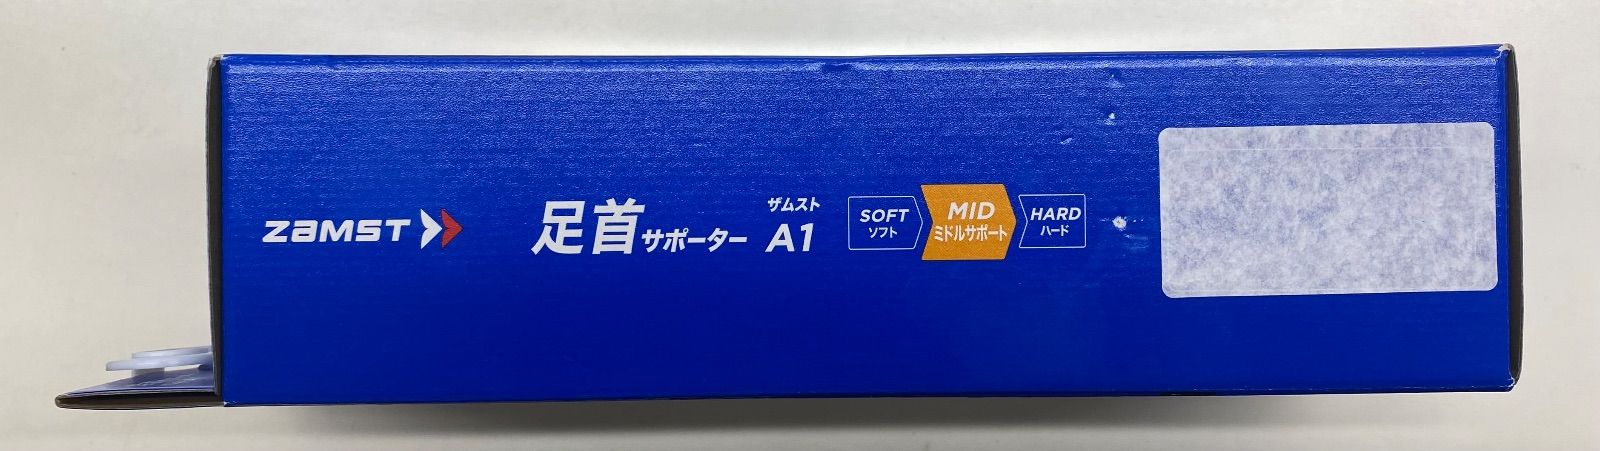 ZAMST
足首サポーター
ザムスト
A1
SOFT
ソフト
MID
ミドルサポート
HARD
ハード